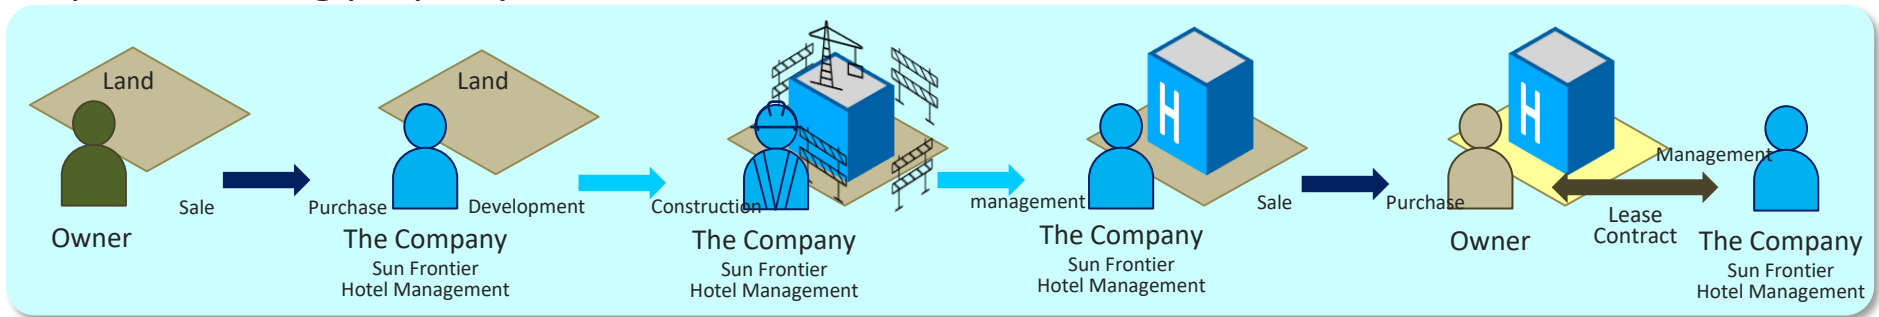 Land
Sale
Owner
Land
Purchase
Development
The Company
Sun Frontier
Hotel Management
Construction
The Company
Sun Frontier
Hotel Management
management
H
The Company
Sun Frontier
Hotel Management
Sale
Purchase
H
Owner
Management
Lease
Contract
The Company
Sun Frontier
Hotel Management